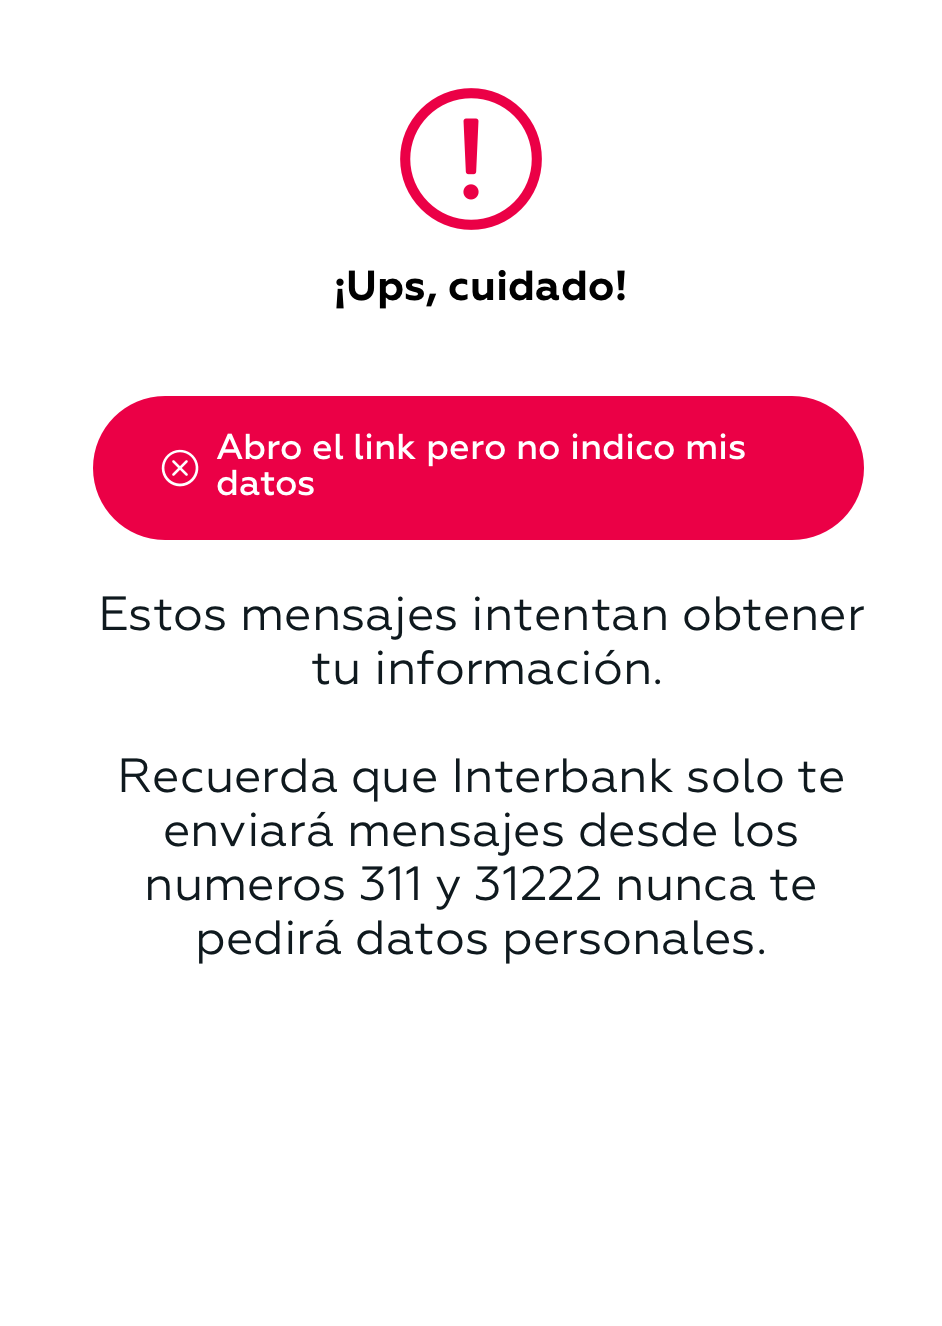 ¡Ups, cuidado!
Abro el link pero no indico mis
datos
Estos mensajes intentan obtener
tu información.
Recuerda que Interbank solo te
enviará mensajes desde los
numeros 311 y 31222 nunca te
pedirá datos personales.